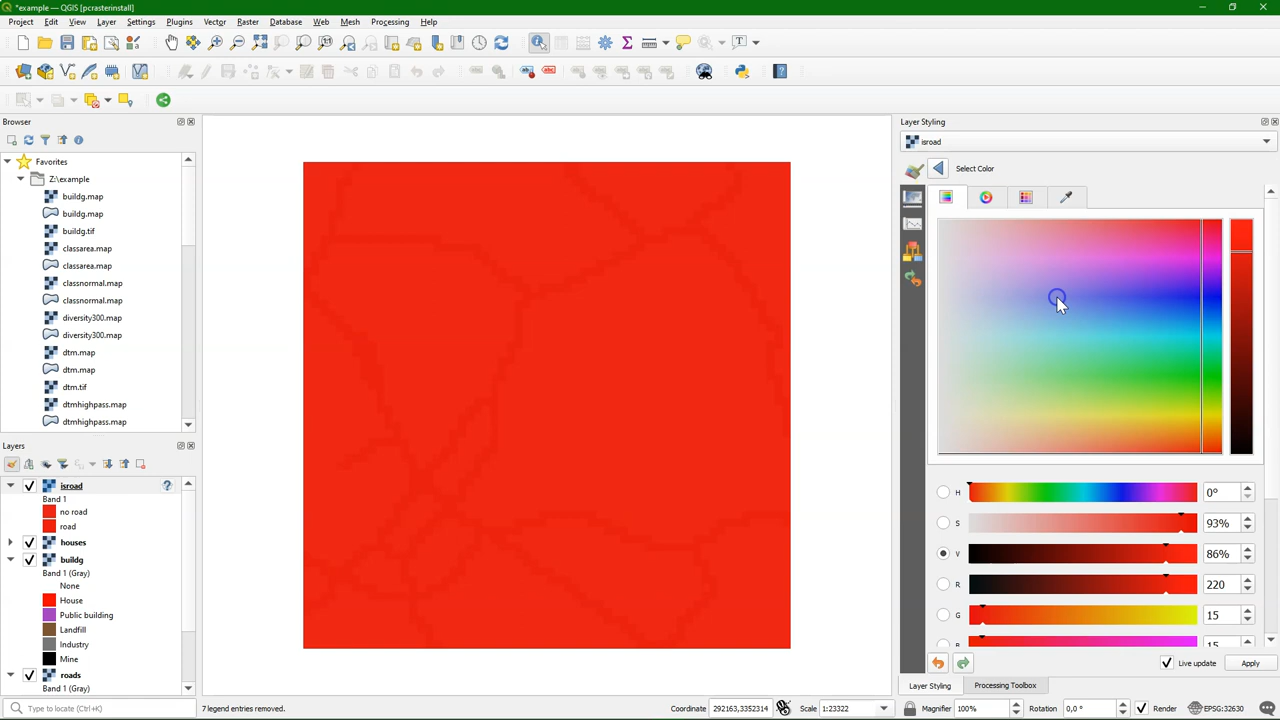 *example — QGIS [pcrasterinstall]
Project Edit View Layer Settings Plugins Vector Raster Database Web Mesh Processing Help
Browser
Favorites
Z:\example
buildg.map
buildg.map
buildg.tif
classarea.map
classarea.map
classnormal.map
classnormal.map
diversity300.map
diversity300.map
dtm.map
dtm.map
dtm.tif
dtmhighpass.map
dtmhighpass.map
Layers
isroad
Band 1
no road
road
houses
buildg
Band 1 (Gray)
None
House
Public building
Landfill
Industry
Mine
roads
Band 1 (Gray)
Layer Styling
isroad
Select Color
H 0°
S 93%
V 86%
R 220
G 15
Live update Apply
Layer Styling Processing Toolbox
Type to locate (Ctrl+K) 7 legend entries removed. Coordinate 292163,3352314 Scale 1:23322 Magnifier 100% Rotation 0,0 ° Render EPSG:32630